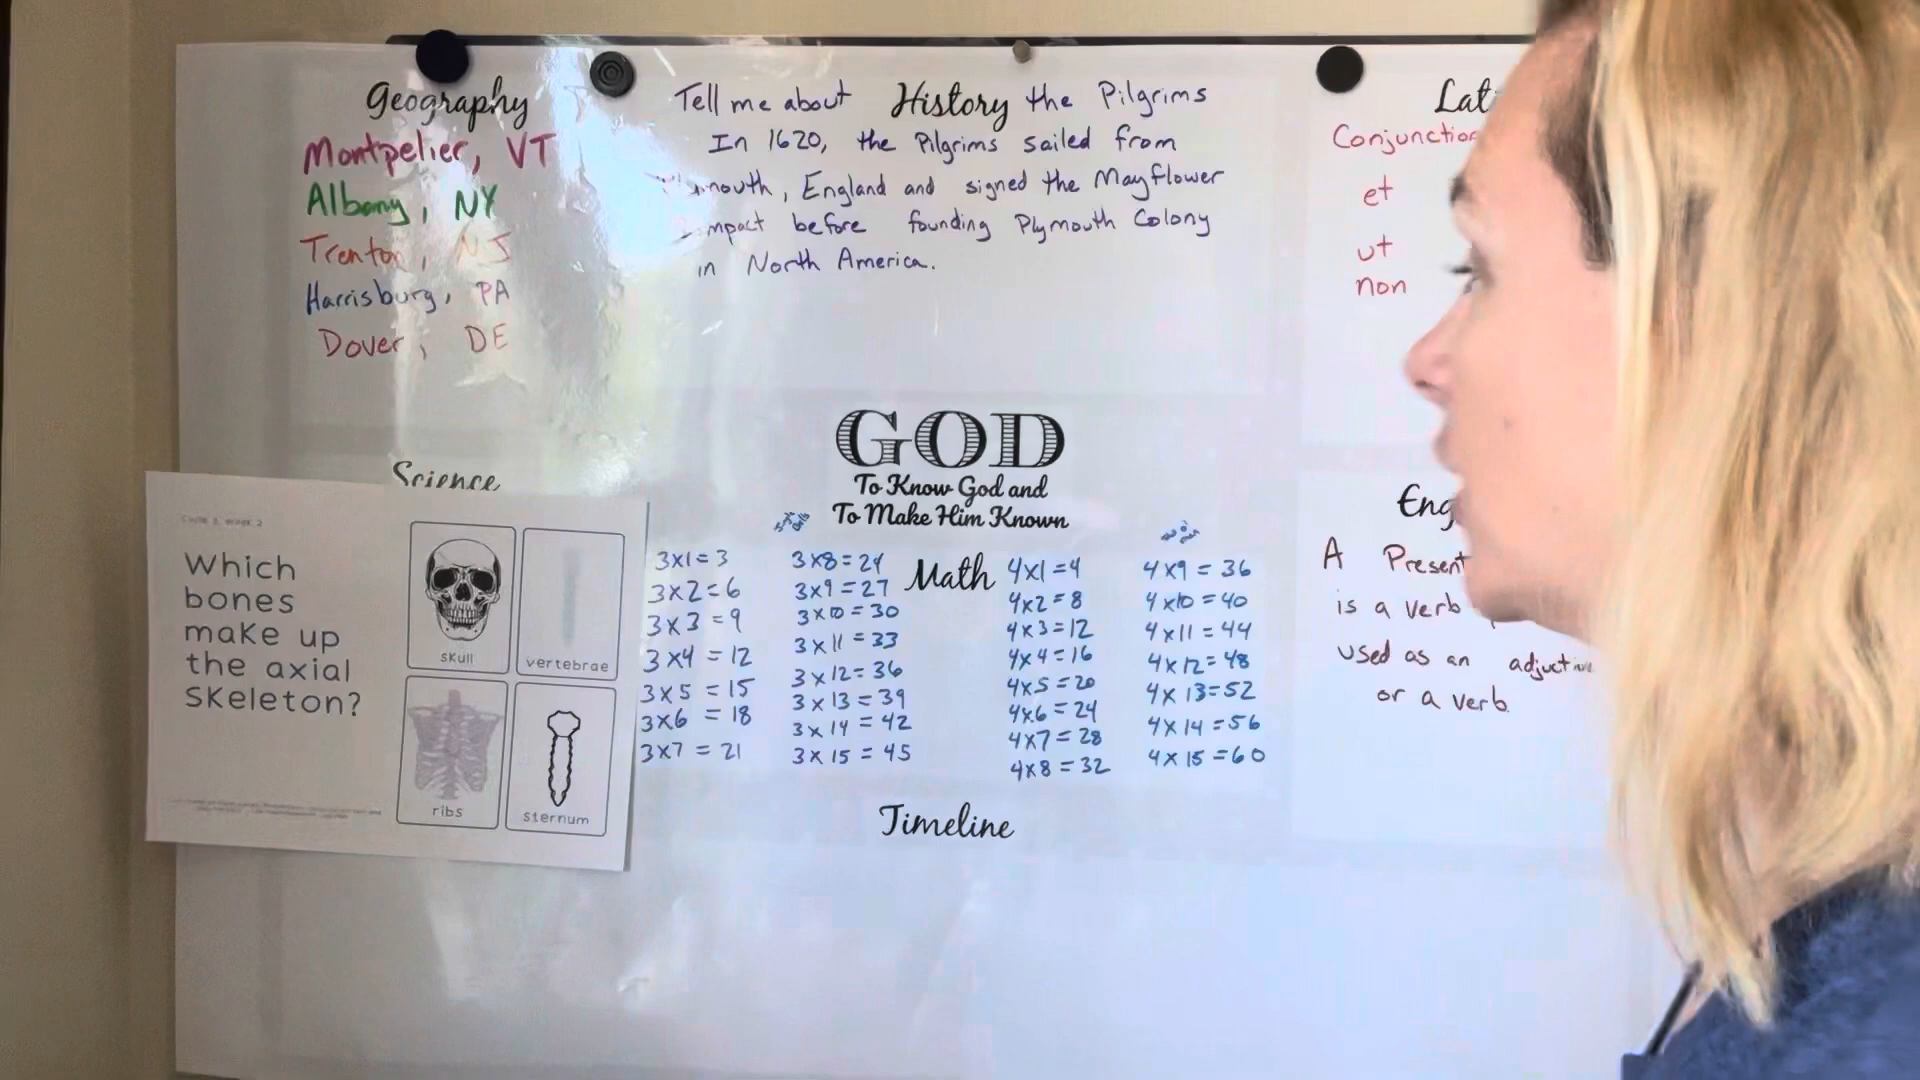 Geography
Montpelier, VT
Albany, NY
Trenton, NJ
Harrisburg, PA
Dover, DE
Tell me about History the Pilgrims
In 1620, the Pilgrims sailed from
England and signed the Mayflower
before founding Plymouth Colony
in North America.
et
ut
non
GOD
To Know God and
To Make Him Known
Science
Which
bones
make up
the axial
skeleton?
skull
vertebrae
ribs
sternum
Math
3x1=3
3x2=6
3x3=9
3x4=12
3x5=15
3x6=18
3x7=21
3x8=24
3x9=27
3x10=30
3x11=33
3x12=36
3x13=39
3x14=42
3x15=45
4x1=4
4x2=8
4x3=12
4x4=16
4x5=20
4x6=24
4x7=28
4x8=32
4x9=36
4x10=40
4x11=44
4x12=48
4x13=52
4x14=56
4x15=60
A Present
is a verb
used as an
or a verb.
Timeline